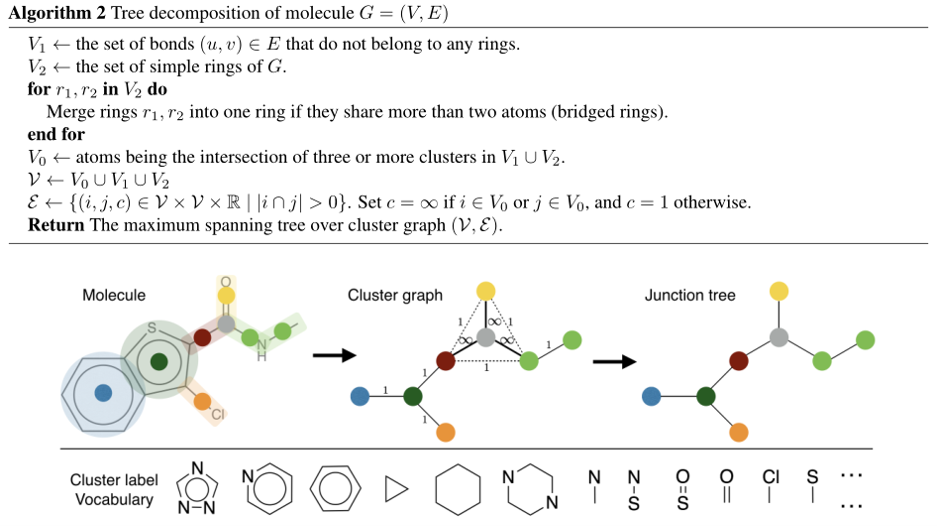 Algorithm 2 Tree decomposition of molecule G = (V, E)
V₁ ← the set of bonds (u, v) ∈ E that do not belong to any rings.
V₂ ← the set of simple rings of G.
for r₁, r₂ in V₂ do
Merge rings r₁, r₂ into one ring if they share more than two atoms (bridged rings).
end for
V₀ ← atoms being the intersection of three or more clusters in V₁ ∪ V₂.
𝒱 ← V₀ ∪ V₁ ∪ V₂
ℰ ← {(i, j, c) ∈ 𝒱 × 𝒱 × ℝ | |i ∩ j| > 0}. Set c = ∞ if i ∈ V₀ or j ∈ V₀, and c = 1 otherwise.
Return The maximum spanning tree over cluster graph (𝒱, ℰ).
Molecule
O
S
N
H
Cl
Cluster graph
1 ∞ 1
∞ ∞
1
1
1
1
1
Junction tree
Cluster label
Vocabulary
N
N–N
N
N
N
N
N
S
O
S
O
Cl
S
...
...